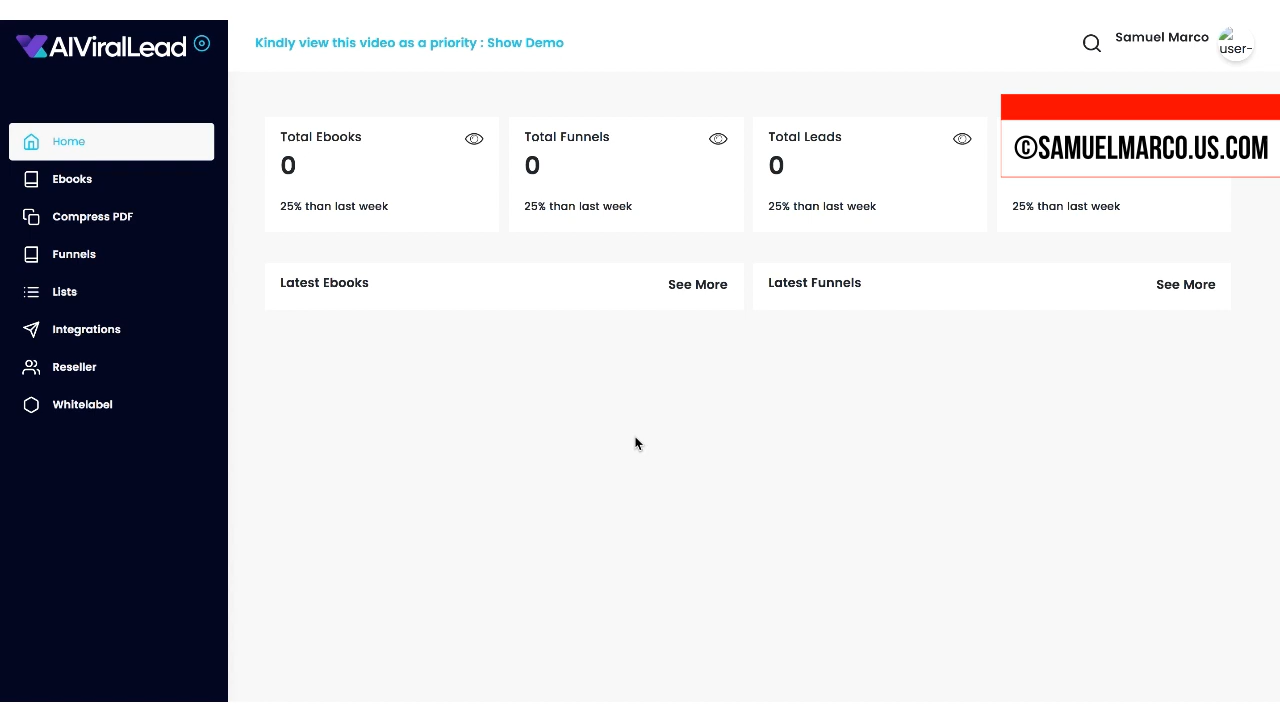 AIViralLead
Kindly view this video as a priority : Show Demo
Samuel Marco
user-
Home
Ebooks
Compress PDF
Funnels
Lists
Integrations
Reseller
Whitelabel
Total Ebooks
0
25% than last week
Total Funnels
0
25% than last week
Total Leads
0
25% than last week
©SAMUELMARCO.US.COM
25% than last week
Latest Ebooks
See More
Latest Funnels
See More